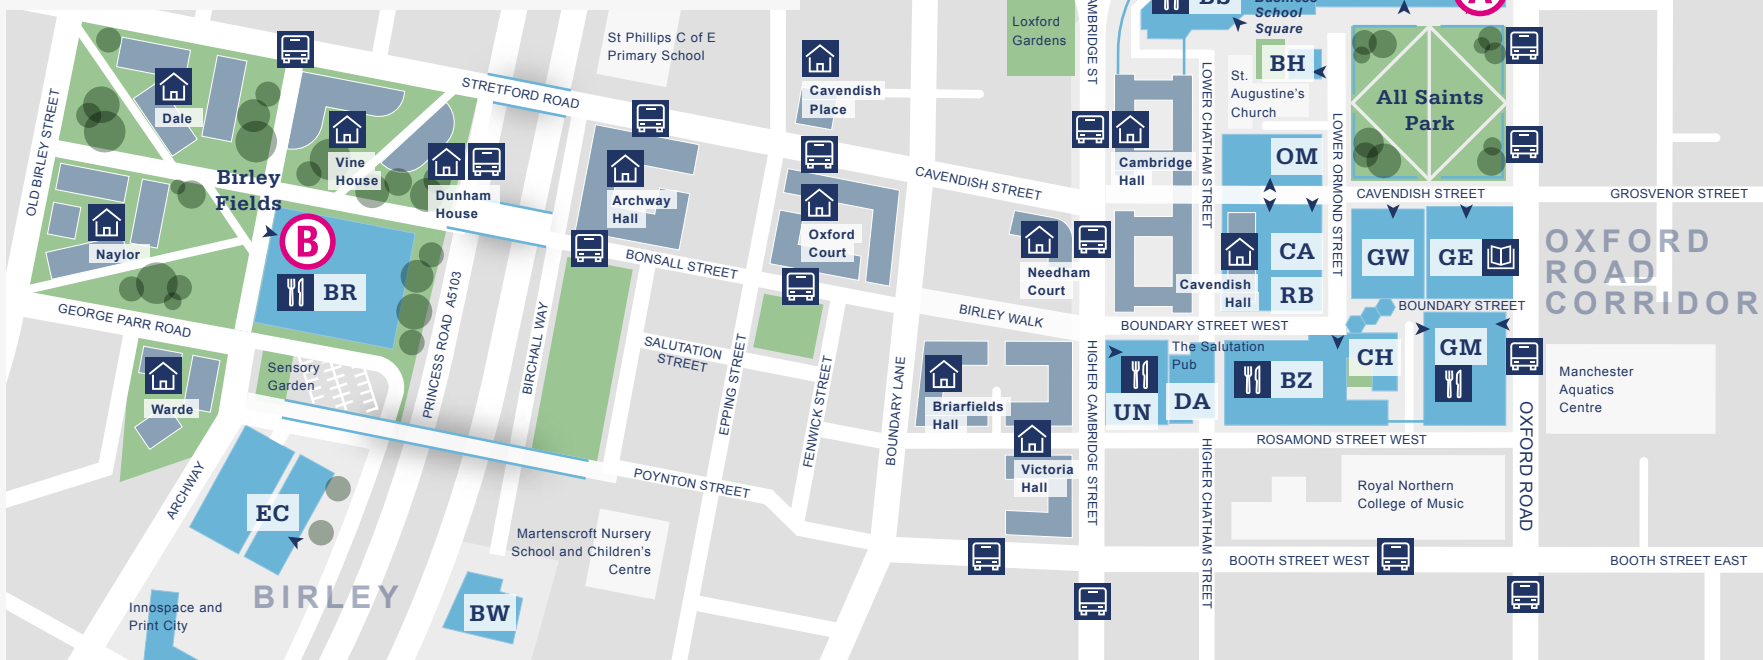 BS
Business
School
Square
A
AMBRIDGE ST
Loxford
Gardens
St Phillips C of E
Primary School
STRETFORD ROAD
Cavendish
Place
BH
St.
Augustine's
Church
All Saints
Park
OLD BIRLEY STREET
Dale
Vine
House
Birley
Fields
Dunham
House
Archway
Hall
Oxford
Court
CAVENDISH STREET
Cambridge
Hall
LOWER CHATHAM STREET
OM
LOWER ORMOND STREET
CAVENDISH STREET
GROSVENOR STREET
Naylor
B
BR
BONSALL STREET
Needham
Court
Cavendish
Hall
CA
RB
GW
GE
OXFORD
ROAD
CORRIDOR
GEORGE PARR ROAD
PRINCESS ROAD A5103
BIRCHALL WAY
BIRLEY WALK
BOUNDARY STREET WEST
BOUNDARY STREET
SALUTATION
STREET
EPPING STREET
FENWICK STREET
BOUNDARY LANE
HIGHER CAMBRIDGE STREET
The Salutation
Pub
CH
GM
Sensory
Garden
Warde
Briarfields
Hall
UN
DA
BZ
Manchester
Aquatics
Centre
ROSAMOND STREET WEST
OXFORD ROAD
ARCHWAY
POYNTON STREET
Victoria
Hall
HIGHER CHATHAM STREET
Royal Northern
College of Music
EC
Martenscroft Nursery
School and Children's
Centre
BOOTH STREET WEST
BOOTH STREET EAST
BIRLEY
Innospace and
Print City
BW